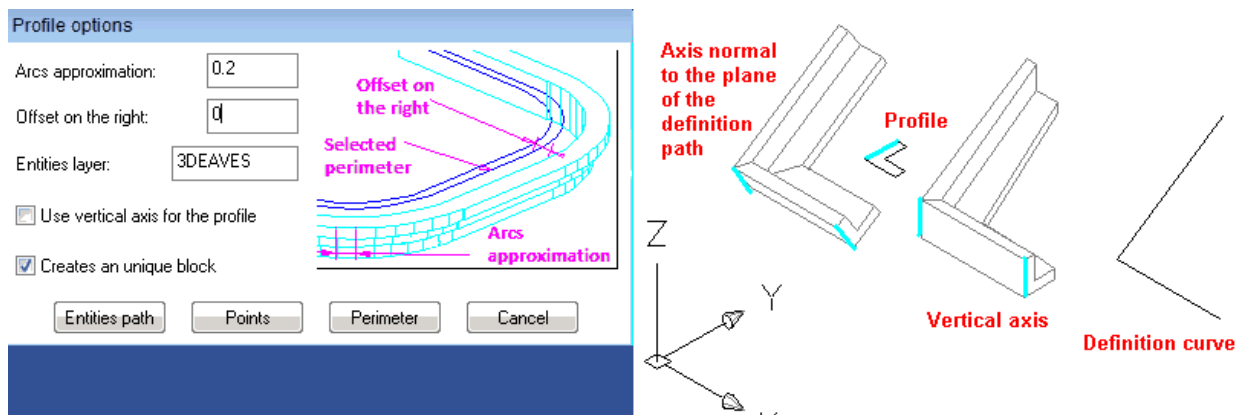 Profile options
Arcs approximation:
0.2
Offset on the right:
0
Entities layer:
3DEAVES
Use vertical axis for the profile
Creates an unique block
Entities path
Points
Perimeter
Cancel
Offset on
the right
Selected
perimeter
Arcs
approximation
Axis normal
to the plane
of the
definition
path
Profile
Z
Y
Vertical axis
Definition curve